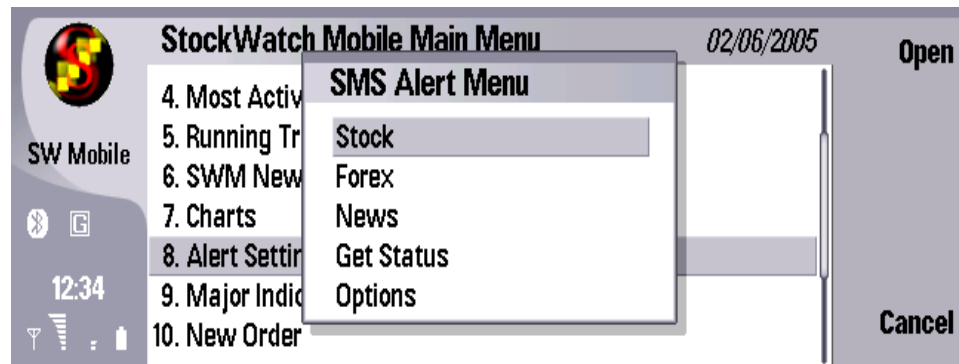 StockWatch Mobile Main Menu
02/06/2005
Open
SMS Alert Menu
Stock
Forex
News
Get Status
Options
4. Most Activ
5. Running Tr
6. SWM New
7. Charts
8. Alert Settin
9. Major Indic
10. New Order
SW Mobile
G
12:34
Cancel